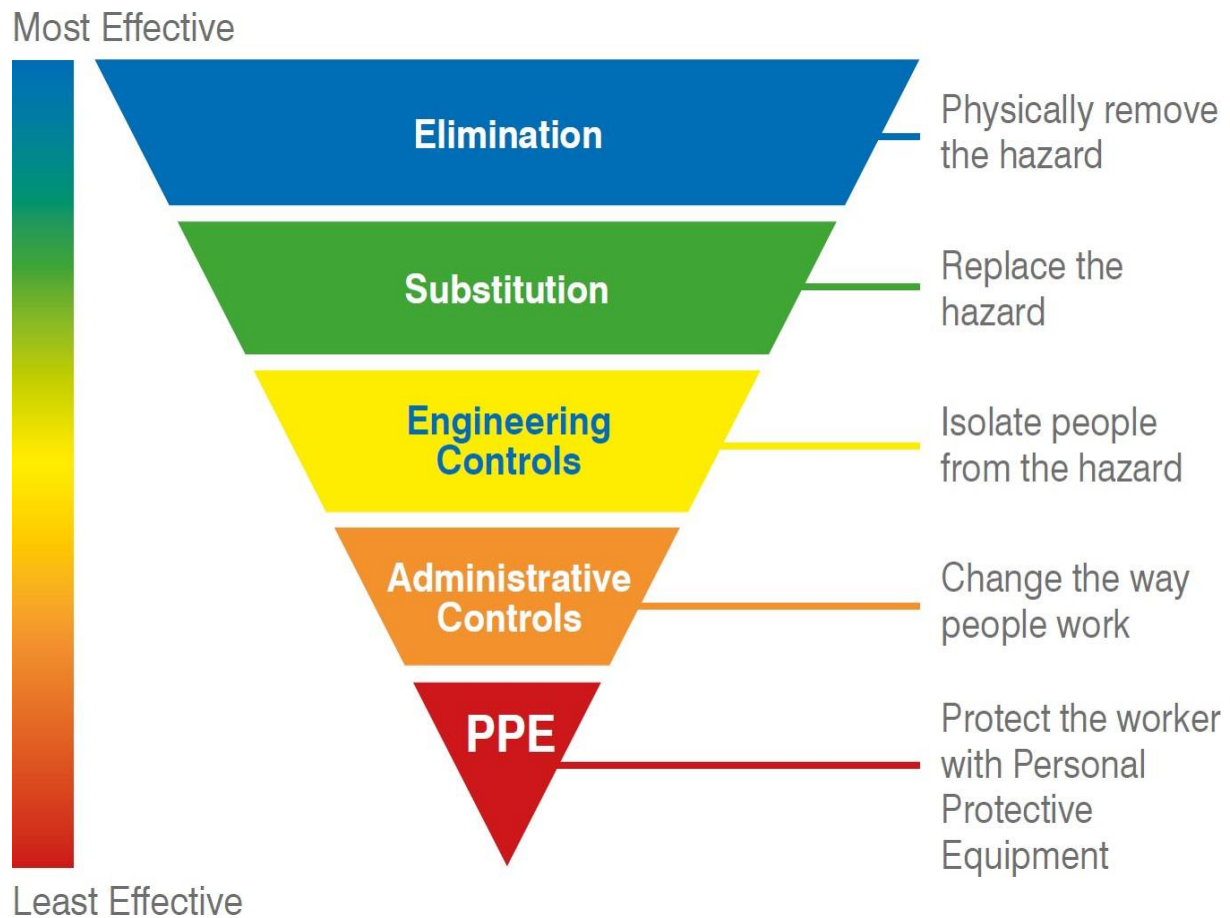 Most Effective
Elimination
Physically remove
the hazard
Substitution
Replace the
hazard
Engineering
Controls
Isolate people
from the hazard
Administrative
Controls
Change the way
people work
PPE
Protect the worker
with Personal
Protective
Equipment
Least Effective